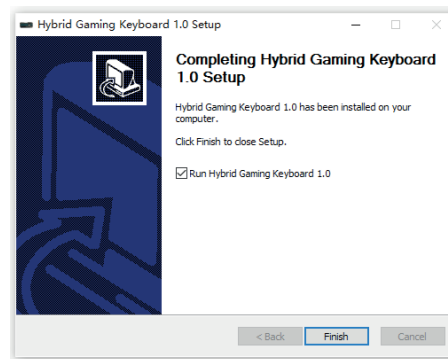 Hybrid Gaming Keyboard 1.0 Setup
Completing Hybrid Gaming Keyboard
1.0 Setup
Hybrid Gaming Keyboard 1.0 has been installed on your
computer.
Click Finish to close Setup.
Run Hybrid Gaming Keyboard 1.0
< Back
Finish
Cancel